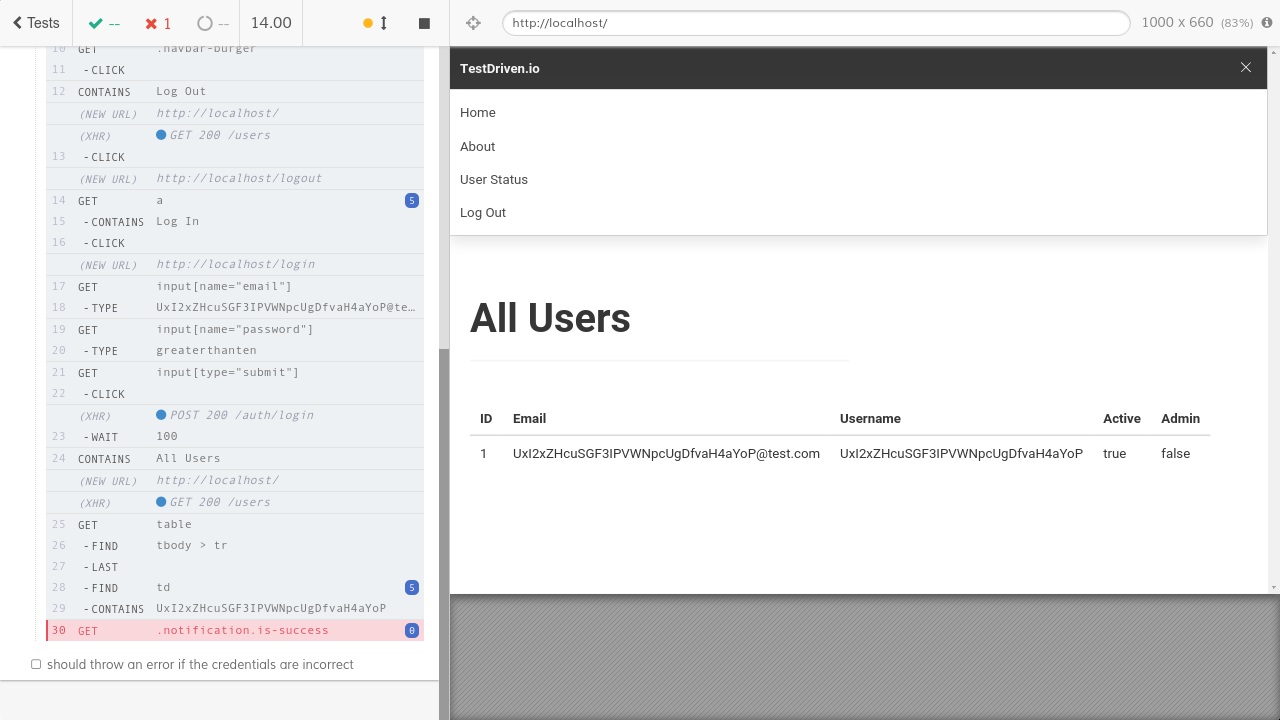 Tests
--
1
--
14.00
http://localhost/
1000 x 660 (83%)
10 GET .navbar-burger
11 -CLICK
12 CONTAINS Log Out
(NEW URL) http://localhost/
(XHR) GET 200 /users
13 -CLICK
(NEW URL) http://localhost/logout
14 GET a 5
15 -CONTAINS Log In
16 -CLICK
(NEW URL) http://localhost/login
17 GET input[name="email"]
18 -TYPE UxI2xZHcuSGF3IPVWNpcUgDfvaH4aYoP@te…
19 GET input[name="password"]
20 -TYPE greaterthanten
21 GET input[type="submit"]
22 -CLICK
(XHR) POST 200 /auth/login
23 -WAIT 100
24 CONTAINS All Users
(NEW URL) http://localhost/
(XHR) GET 200 /users
25 GET table
26 -FIND tbody > tr
27 -LAST
28 -FIND td 5
29 -CONTAINS UxI2xZHcuSGF3IPVWNpcUgDfvaH4aYoP
30 GET .notification.is-success 0
should throw an error if the credentials are incorrect
TestDriven.io
Home
About
User Status
Log Out
All Users
ID Email Username Active Admin
1 UxI2xZHcuSGF3IPVWNpcUgDfvaH4aYoP@test.com UxI2xZHcuSGF3IPVWNpcUgDfvaH4aYoP true false